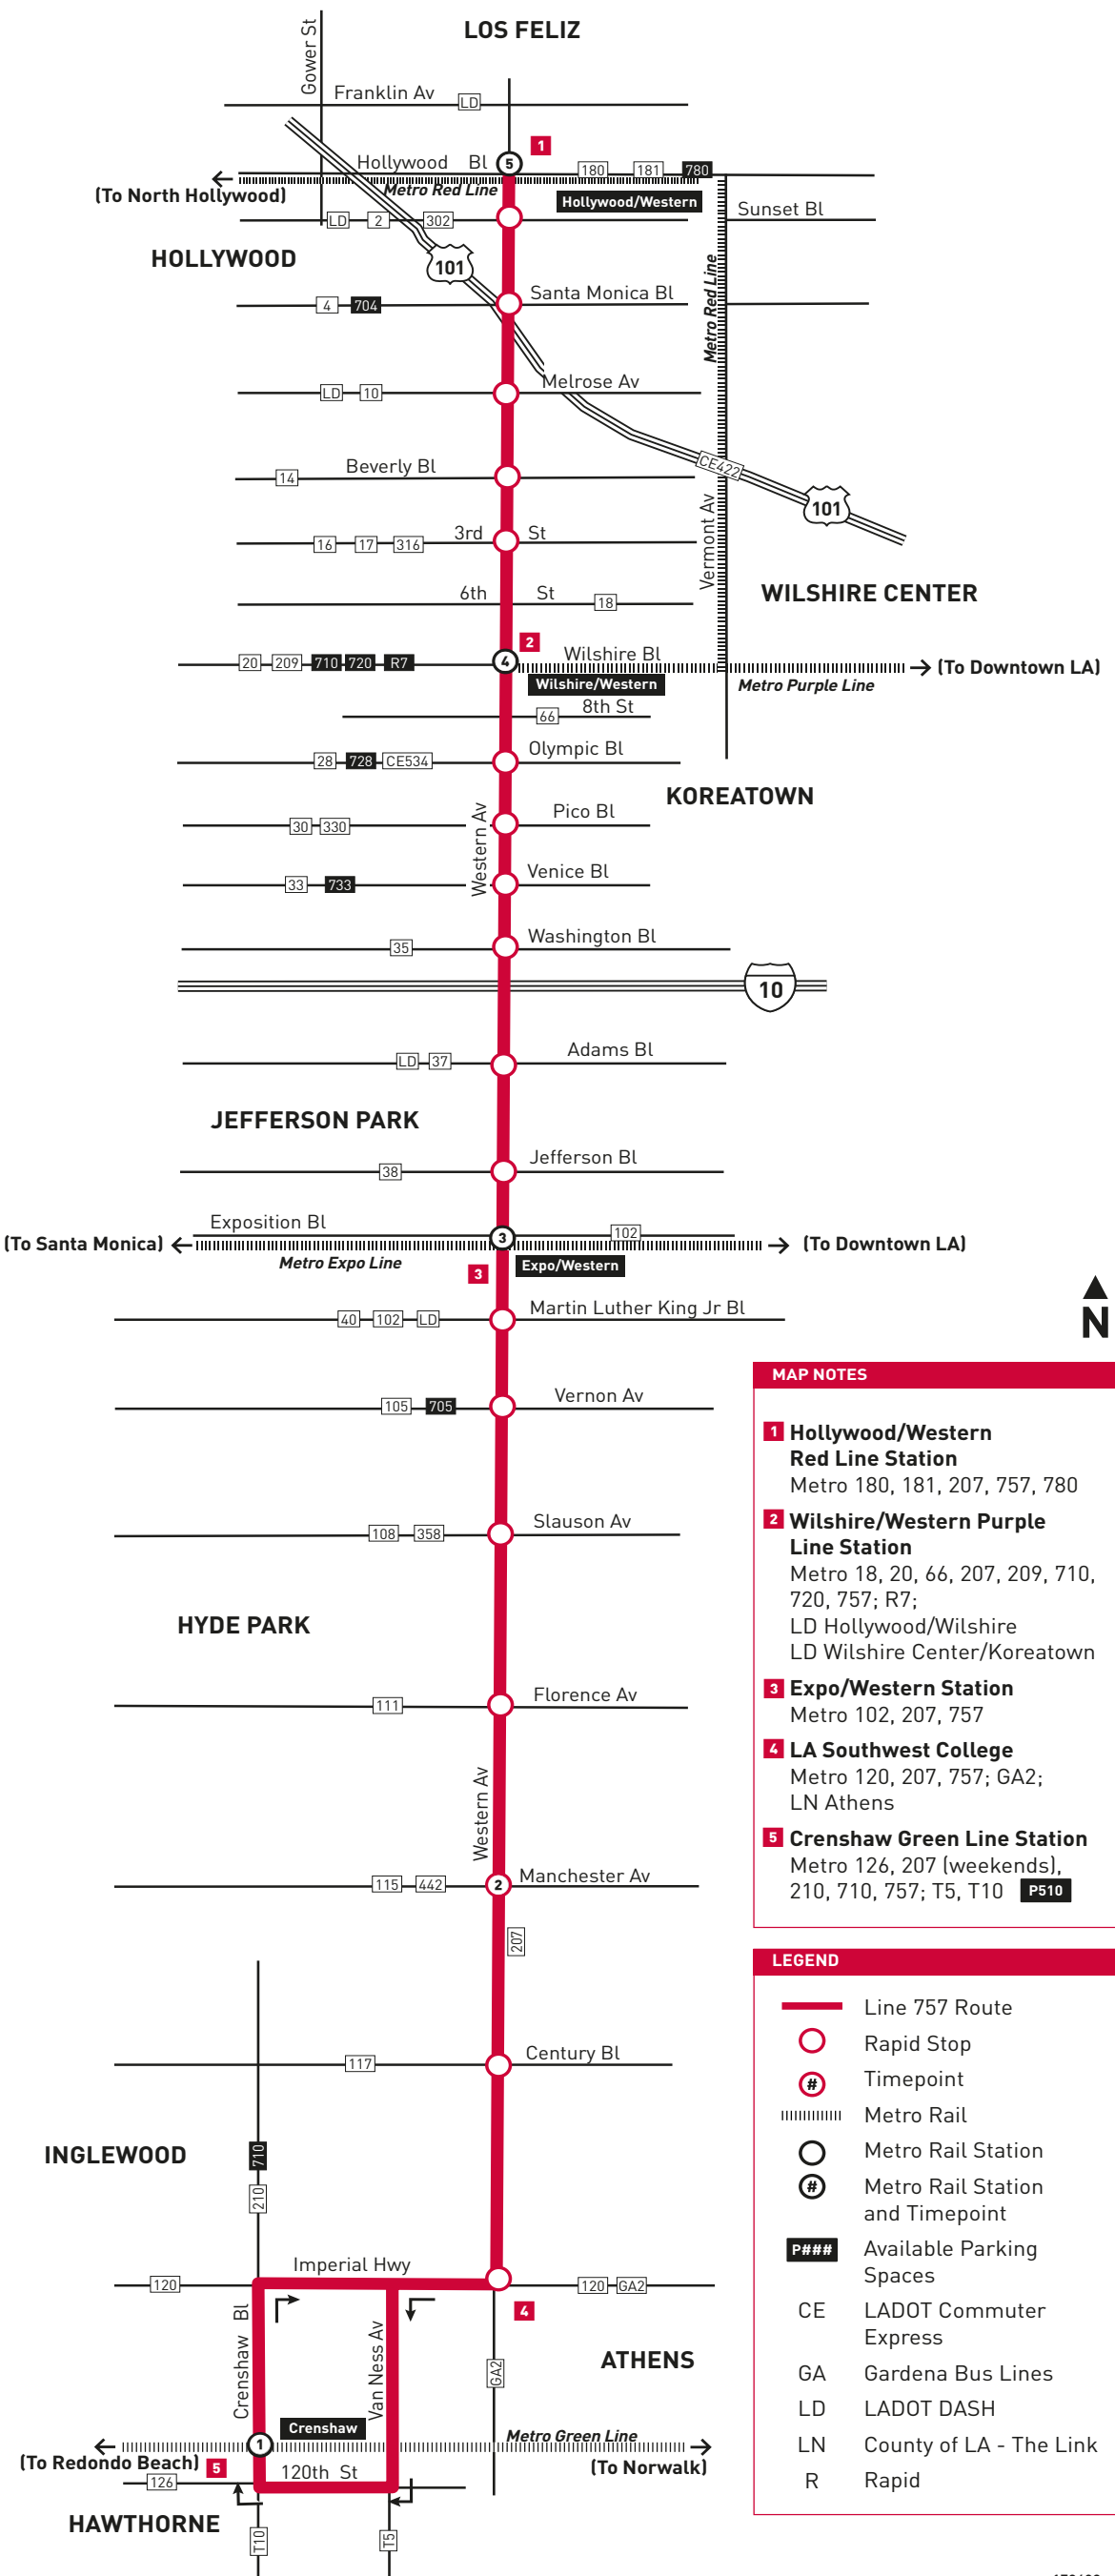 LOS FELIZ
Gower St
Franklin Av
LD
1
Hollywood Bl
5
180
181
780
(To North Hollywood)
Metro Red Line
Hollywood/Western
LD
2
302
Sunset Bl
HOLLYWOOD
101
Metro Red Line
4
704
Santa Monica Bl
LD
10
Melrose Av
14
Beverly Bl
CE422
101
Vermont Av
16
17
316
3rd St
6th St
18
WILSHIRE CENTER
2
20
209
710
720
R7
4
Wilshire Bl
(To Downtown LA)
Wilshire/Western
Metro Purple Line
66
8th St
28
728
CE534
Olympic Bl
KOREATOWN
30
330
Pico Bl
Western Av
33
733
Venice Bl
35
Washington Bl
10
LD
37
Adams Bl
JEFFERSON PARK
38
Jefferson Bl
Exposition Bl
3
102
(To Santa Monica)
(To Downtown LA)
Metro Expo Line
Expo/Western
3
40
102
LD
Martin Luther King Jr Bl
N
105
705
Vernon Av
108
358
Slauson Av
HYDE PARK
111
Florence Av
Western Av
115
442
2
Manchester Av
207
117
Century Bl
INGLEWOOD
710
210
Imperial Hwy
120
120
GA2
4
Crenshaw Bl
Van Ness Av
GA2
ATHENS
Crenshaw
1
Metro Green Line
(To Redondo Beach)
5
(To Norwalk)
126
120th St
HAWTHORNE
T10
T5
MAP NOTES
1 Hollywood/Western
Red Line Station
Metro 180, 181, 207, 757, 780
2 Wilshire/Western Purple
Line Station
Metro 18, 20, 66, 207, 209, 710,
720, 757; R7;
LD Hollywood/Wilshire
LD Wilshire Center/Koreatown
3 Expo/Western Station
Metro 102, 207, 757
4 LA Southwest College
Metro 120, 207, 757; GA2;
LN Athens
5 Crenshaw Green Line Station
Metro 126, 207 (weekends),
210, 710, 757; T5, T10 P510
LEGEND
Line 757 Route
Rapid Stop
# Timepoint
Metro Rail
Metro Rail Station
# Metro Rail Station
and Timepoint
P### Available Parking
Spaces
CE LADOT Commuter
Express
GA Gardena Bus Lines
LD LADOT DASH
LN County of LA - The Link
R Rapid